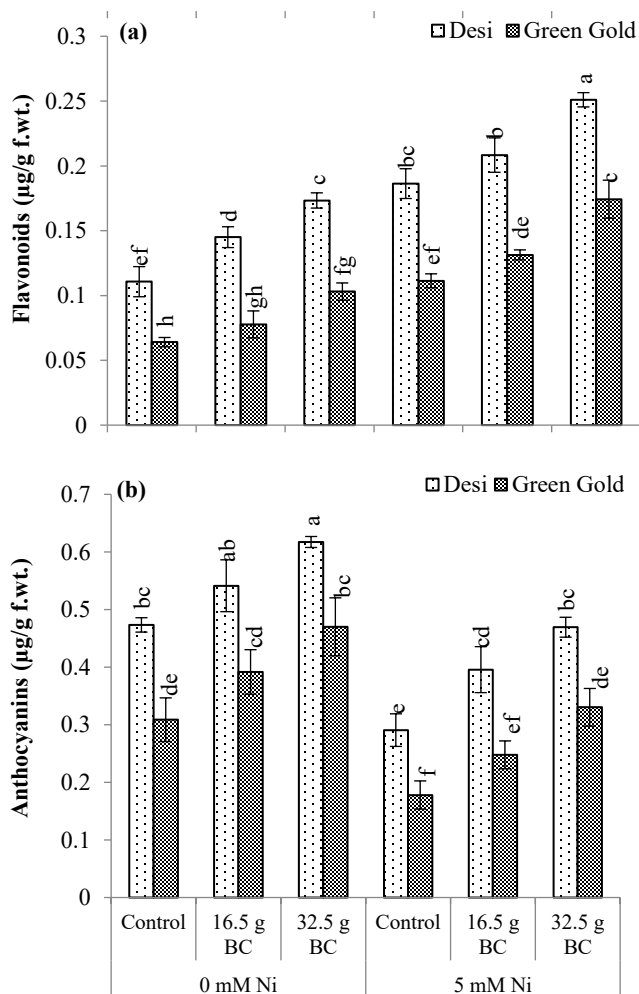 (a)
Desi Green Gold
Flavonoids (µg/g f.wt.)
0.3
0.25
0.2
0.15
0.1
0.05
0
ef
h
d
gh
c
fg
bc
ef
b
de
a
c
(b)
Desi Green Gold
Anthocyanins (µg/g f.wt.)
0.7
0.6
0.5
0.4
0.3
0.2
0.1
0
bc
de
ab
cd
a
bc
e
f
cd
ef
bc
de
Control
16.5 g
BC
32.5 g
BC
Control
16.5 g
BC
32.5 g
BC
0 mM Ni
5 mM Ni